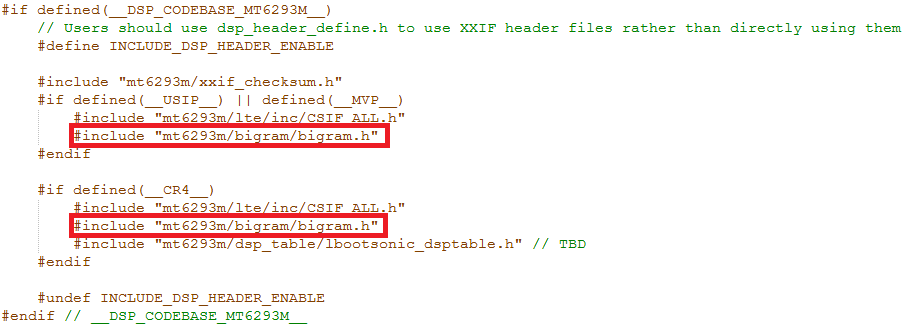 #if defined(__DSP_CODEBASE_MT6293M__)
// Users should use dsp_header_define.h to use XXIF header files rather than directly using them
#define INCLUDE_DSP_HEADER_ENABLE
#include "mt6293m/xxif_checksum.h"
#if defined(__USIP__) || defined(__MVP__)
#include "mt6293m/lte/inc/CSIF_ALL.h"
#include "mt6293m/bigram/bigram.h"
#endif
#if defined(__CR4__)
#include "mt6293m/lte/inc/CSIF_ALL.h"
#include "mt6293m/bigram/bigram.h"
#include "mt6293m/dsp_table/lbootsonic_dsptable.h" // TBD
#endif
#undef INCLUDE_DSP_HEADER_ENABLE
#endif // __DSP_CODEBASE_MT6293M__